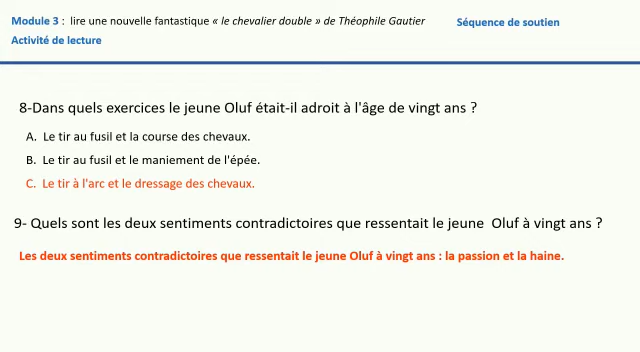 Module 3 : lire une nouvelle fantastique « le chevalier double » de Théophile Gautier Séquence de soutien
Activité de lecture
8-Dans quels exercices le jeune Oluf était-il adroit à l'âge de vingt ans ?
A. Le tir au fusil et la course des chevaux.
B. Le tir au fusil et le maniement de l'épée.
C. Le tir à l'arc et le dressage des chevaux.
9- Quels sont les deux sentiments contradictoires que ressentait le jeune Oluf à vingt ans ?
Les deux sentiments contradictoires que ressentait le jeune Oluf à vingt ans : la passion et la haine.